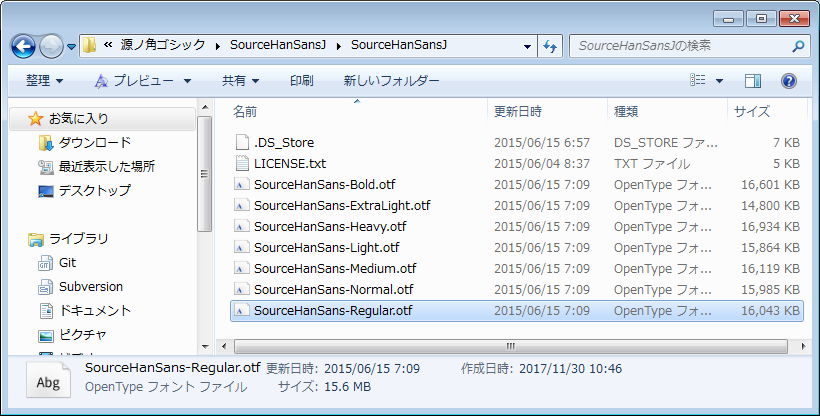 « 源ノ角ゴシック ▸ SourceHanSansJ ▸ SourceHanSansJ SourceHanSansJの検索
整理 プレビュー 共有 印刷 新しいフォルダー
お気に入り
ダウンロード
最近表示した場所
デスクトップ
ライブラリ
Git
Subversion
ドキュメント
ピクチャ
名前 更新日時 種類 サイズ
.DS_Store 2015/06/15 6:57 DS_STORE ファ... 7 KB
LICENSE.txt 2015/06/04 8:37 TXT ファイル 5 KB
SourceHanSans-Bold.otf 2015/06/15 7:09 OpenType フォ... 16,601 KB
SourceHanSans-ExtraLight.otf 2015/06/15 7:09 OpenType フォ... 14,800 KB
SourceHanSans-Heavy.otf 2015/06/15 7:09 OpenType フォ... 16,934 KB
SourceHanSans-Light.otf 2015/06/15 7:09 OpenType フォ... 15,864 KB
SourceHanSans-Medium.otf 2015/06/15 7:09 OpenType フォ... 16,119 KB
SourceHanSans-Normal.otf 2015/06/15 7:09 OpenType フォ... 15,985 KB
SourceHanSans-Regular.otf 2015/06/15 7:09 OpenType フォ... 16,043 KB
Abg
SourceHanSans-Regular.otf 更新日時: 2015/06/15 7:09 作成日時: 2017/11/30 10:46
OpenType フォント ファイル サイズ: 15.6 MB